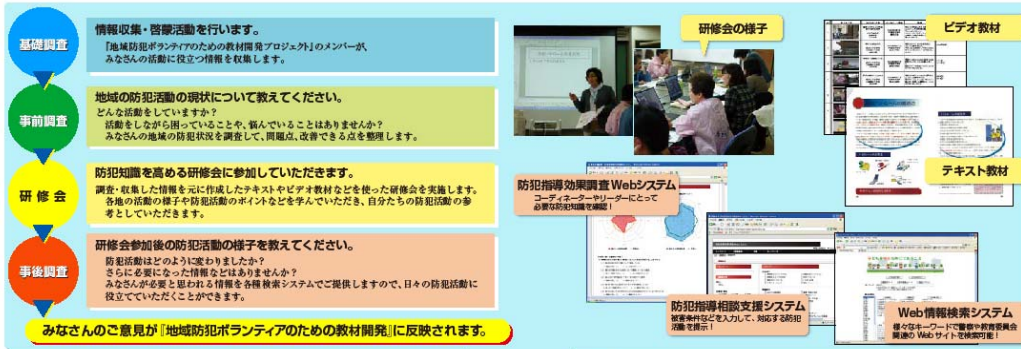 基礎調査
情報収集・啓蒙活動を行います。
『地域防犯ボランティアのための教材開発プロジェクト』のメンバーが、
みなさんの活動に役立つ情報を収集します。
事前調査
地域の防犯活動の現状について教えてください。
どんな活動をしていますか?
活動をしながら困っていることや、悩んでいることはありませんか?
みなさんの地域の防犯状況を調査して、問題点、改善できる点を整理します。
研修会
防犯知識を高める研修会に参加していただきます。
調査・収集した情報を元に作成したテキストやビデオ教材などを使った研修会を実施します。
各地の活動の様子や防犯活動のポイントなどを学んでいただき、自分たちの防犯活動の参
考としていただきます。
事後調査
研修会参加後の防犯活動の様子を教えてください。
防犯活動はどのように変わりましたか?
さらに必要になった情報などはありませんか?
みなさんが必要と思われる情報を各種検索システムでご提供しますので、日々の防犯活動に
役立てていただくことができます。
みなさんのご意見が『地域防犯ボランティアのための教材開発』に反映されます。
研修会の様子
ビデオ教材
テキスト教材
防犯指導効果調査Webシステム
コーディネーターやリーダーにとって
必要な防犯知識を確認!
防犯指導相談支援システム
被害条件などを入力して、対応する防犯
活動を提示!
Web情報検索システム
様々なキーワードで警察や教育委員会
関連の Web サイトを検索可能!